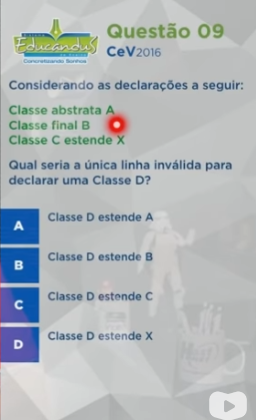 Educandus
Concretizando Sonhos
Questão 09
CeV2016
Considerando as declarações a seguir:
Classe abstrata A
Classe final B
Classe C estende X
Qual seria a única linha inválida para
declarar uma Classe D?
A Classe D estende A
B Classe D estende B
C Classe D estende C
D Classe D estende X